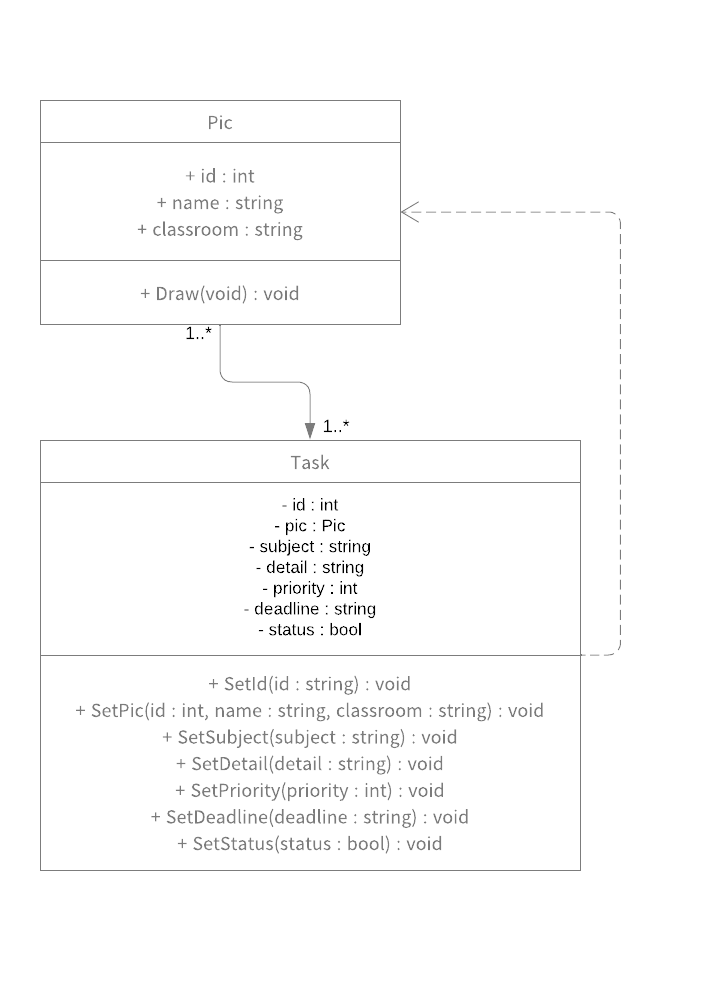 Pic
+ id : int
+ name : string
+ classroom : string
+ Draw(void) : void
1..*
1..*
Task
- id : int
- pic : Pic
- subject : string
- detail : string
- priority : int
- deadline : string
- status : bool
+ SetId(id : string) : void
+ SetPic(id : int, name : string, classroom : string) : void
+ SetSubject(subject : string) : void
+ SetDetail(detail : string) : void
+ SetPriority(priority : int) : void
+ SetDeadline(deadline : string) : void
+ SetStatus(status : bool) : void